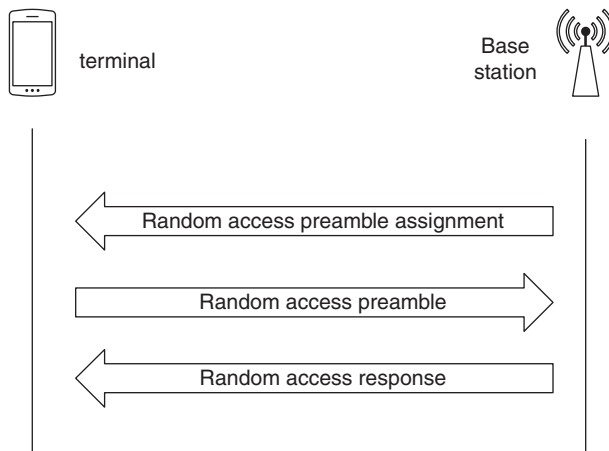 terminal
Base
station
Random access preamble assignment
Random access preamble
Random access response